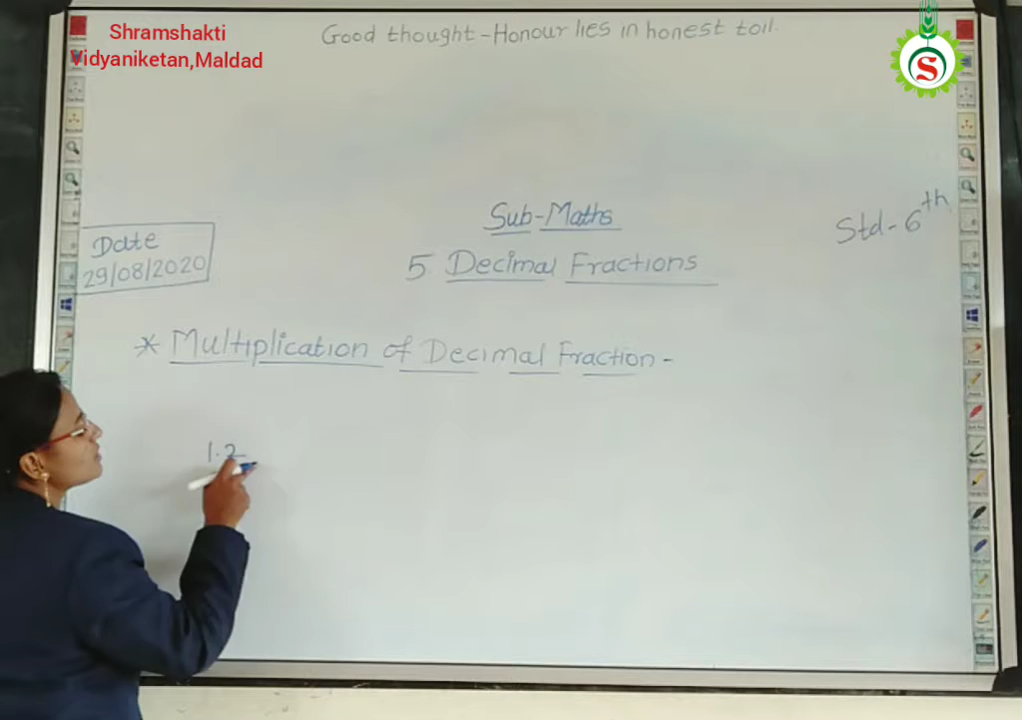 Shramshakti
Vidyaniketan,Maldad
Good thought - Honour lies in honest toil.
S
Sub-Maths
Std- 6th
Date
29/08/2020
5. Decimal Fractions
* Multiplication of Decimal Fraction -
1.2